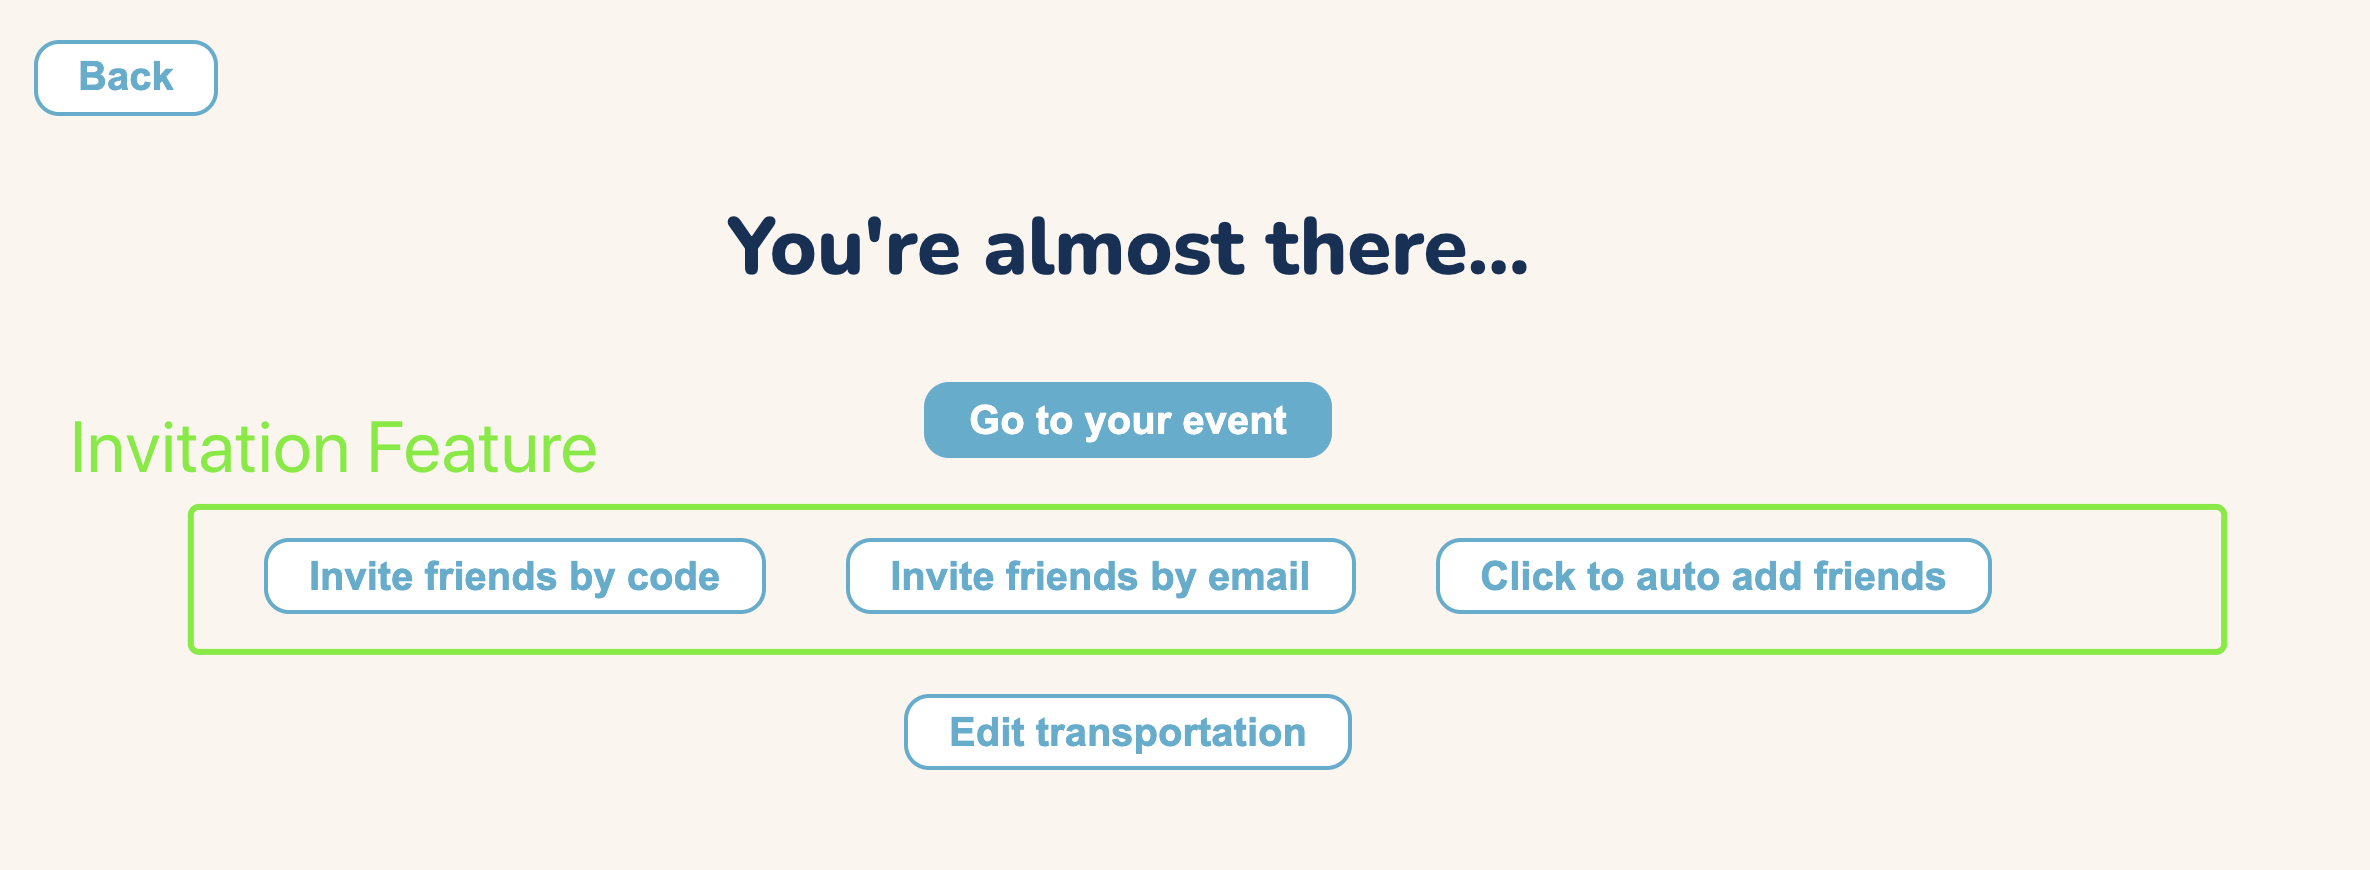 Back
You're almost there...
Go to your event
Invitation Feature
Invite friends by code
Invite friends by email
Click to auto add friends
Edit transportation